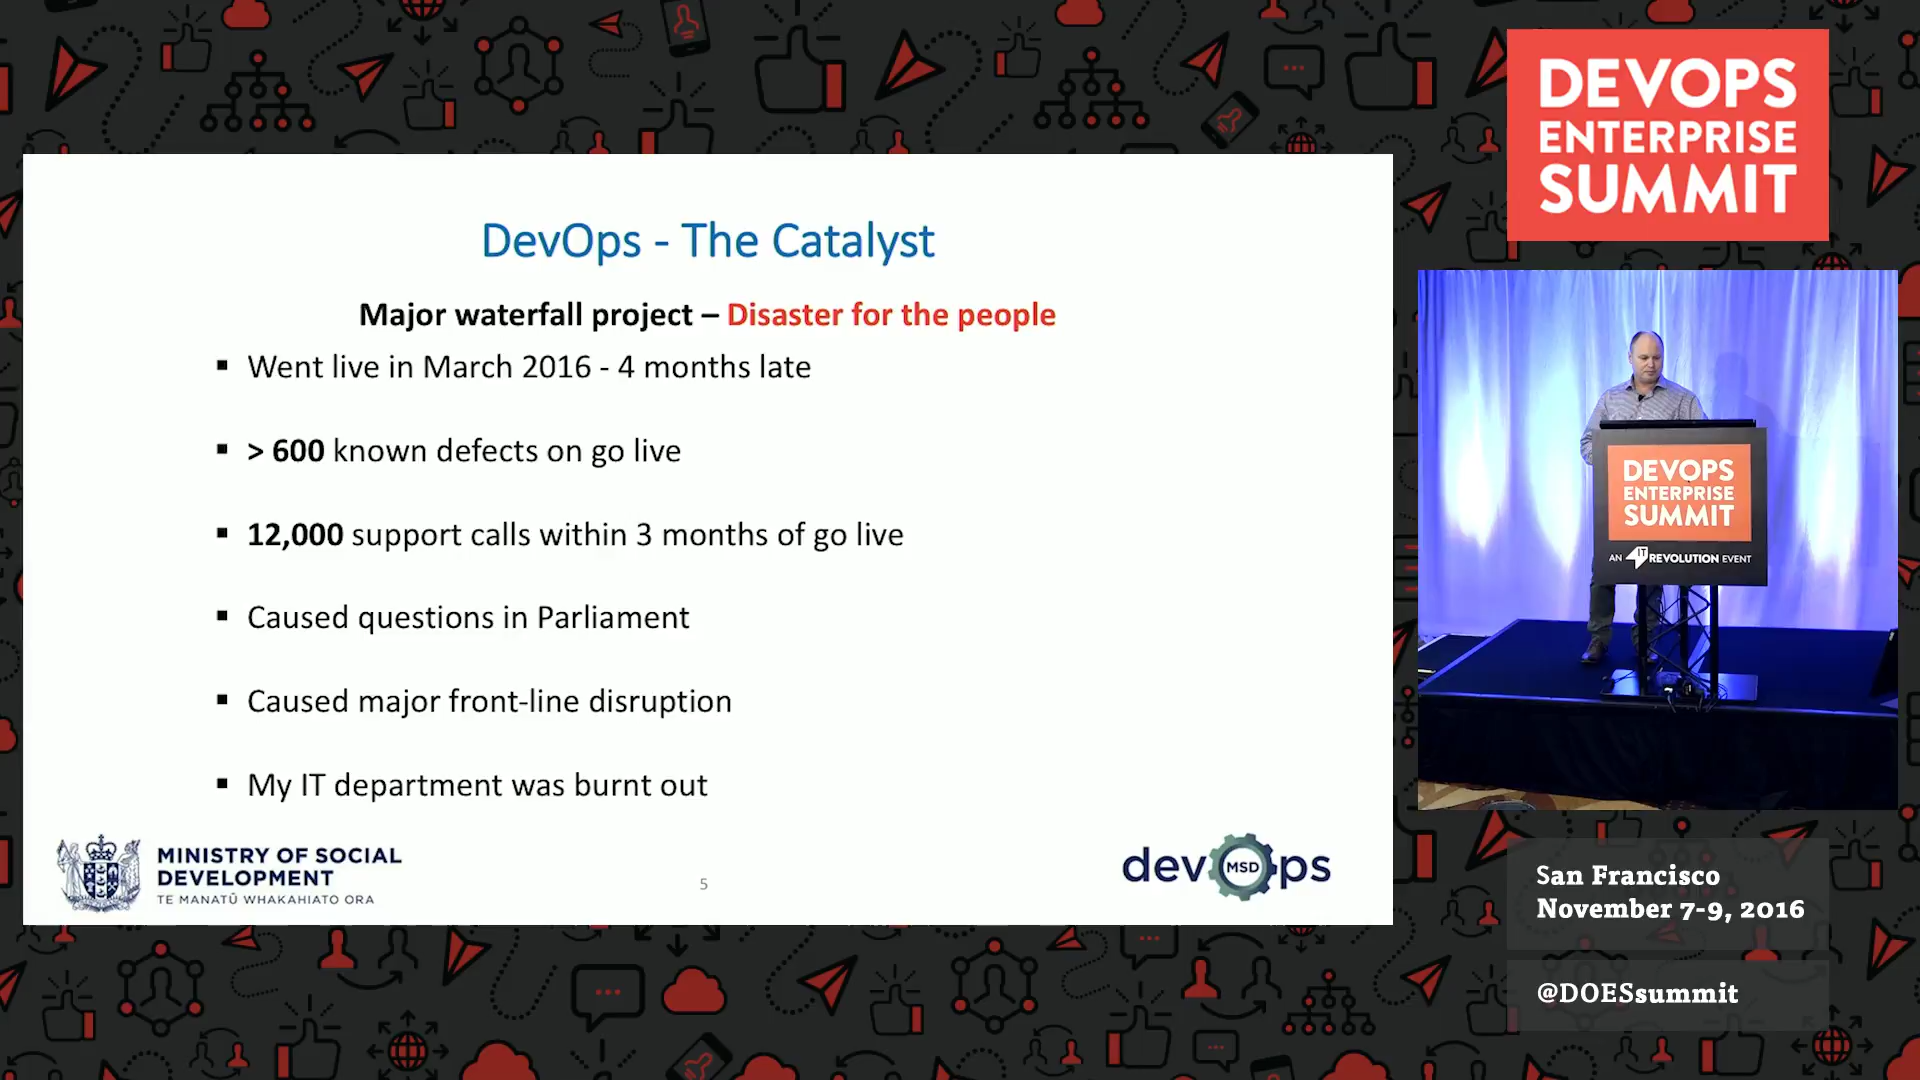 DEVOPS
ENTERPRISE
SUMMIT
DevOps - The Catalyst
Major waterfall project – Disaster for the people
▪ Went live in March 2016 - 4 months late
▪ > 600 known defects on go live
▪ 12,000 support calls within 3 months of go live
▪ Caused questions in Parliament
▪ Caused major front-line disruption
▪ My IT department was burnt out
MINISTRY OF SOCIAL
DEVELOPMENT
TE MANATŪ WHAKAHIATO ORA
5
devOps
MSD
DEVOPS
ENTERPRISE
SUMMIT
AN IT REVOLUTION EVENT
San Francisco
November 7-9, 2016
@DOESsummit